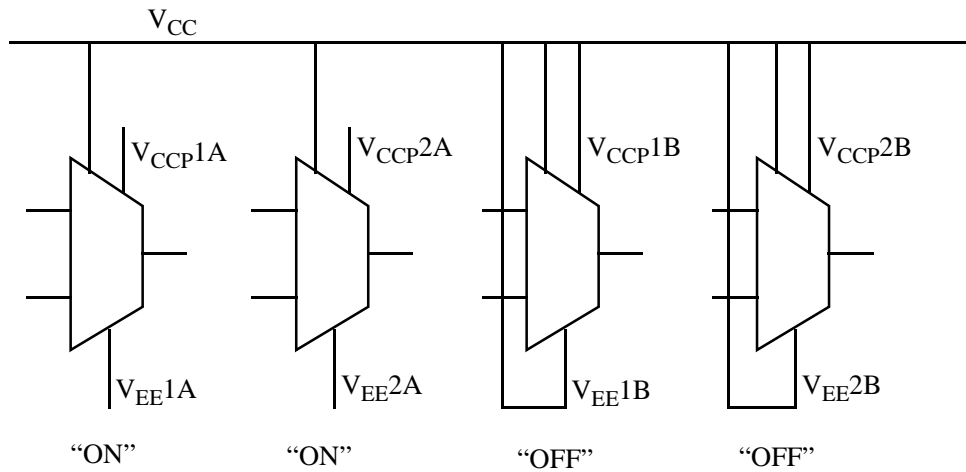 VCC
VCCP1A VCCP2A VCCP1B VCCP2B
VEE1A VEE2A VEE1B VEE2B
“ON” “ON” “OFF” “OFF”